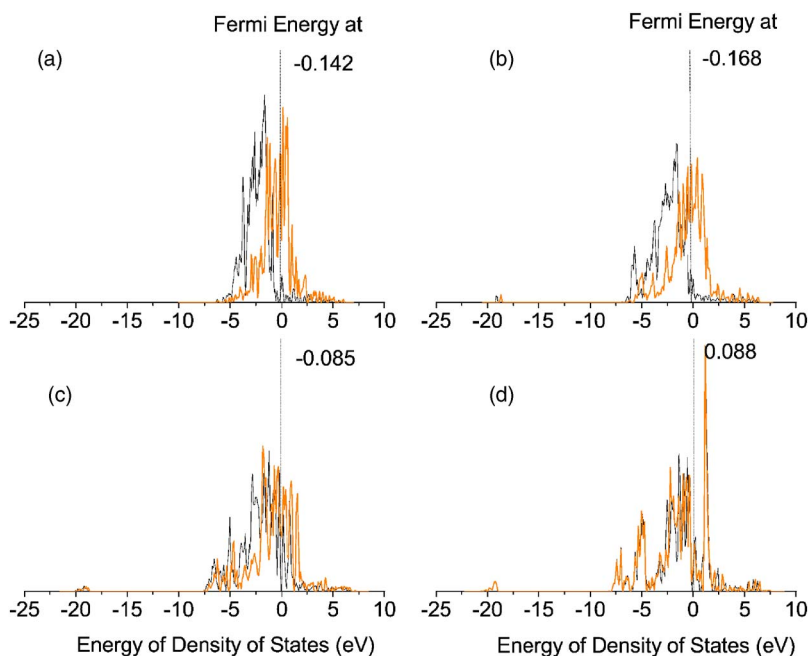 Fermi Energy at
Fermi Energy at
(a)
-0.142
(b)
-0.168
-25 -20 -15 -10 -5 0 5 10
-25 -20 -15 -10 -5 0 5 10
-0.085
0.088
(c)
(d)
-25 -20 -15 -10 -5 0 5 10
-25 -20 -15 -10 -5 0 5 10
Energy of Density of States (eV)
Energy of Density of States (eV)